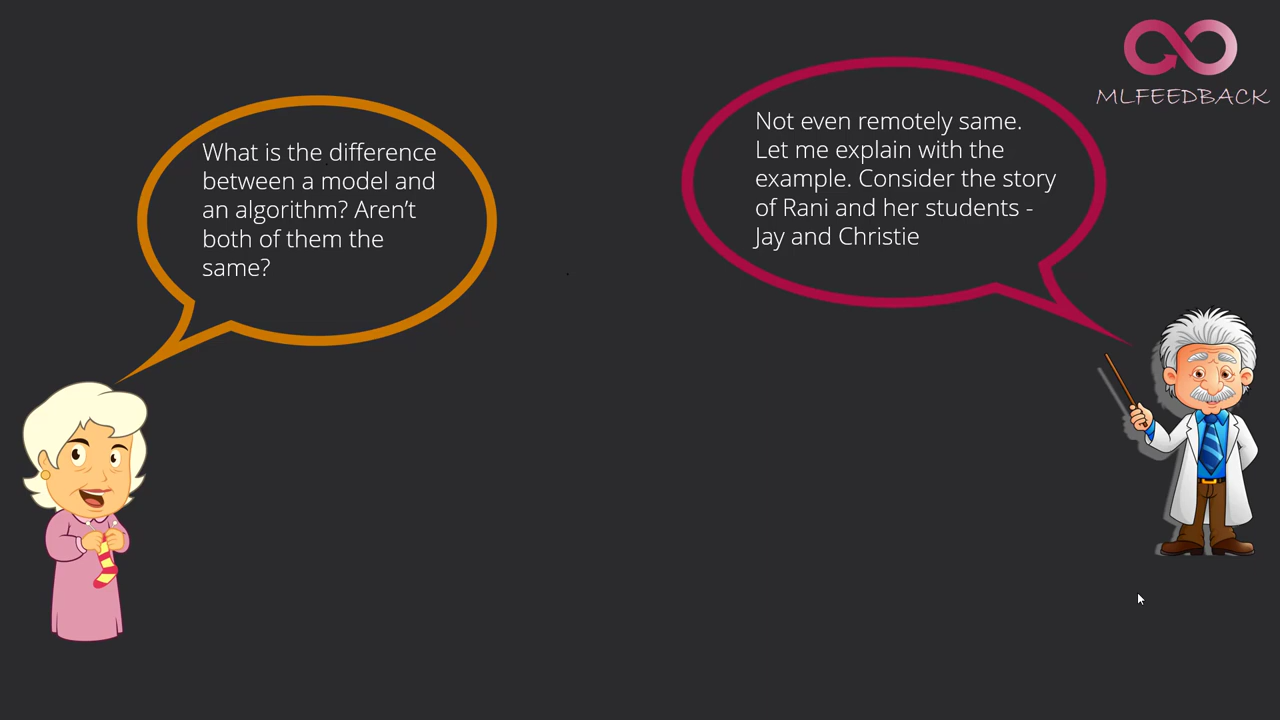 What is the difference
between a model and
an algorithm? Aren’t
both of them the
same?
Not even remotely same.
Let me explain with the
example. Consider the story
of Rani and her students -
Jay and Christie
MLFEEDBACK